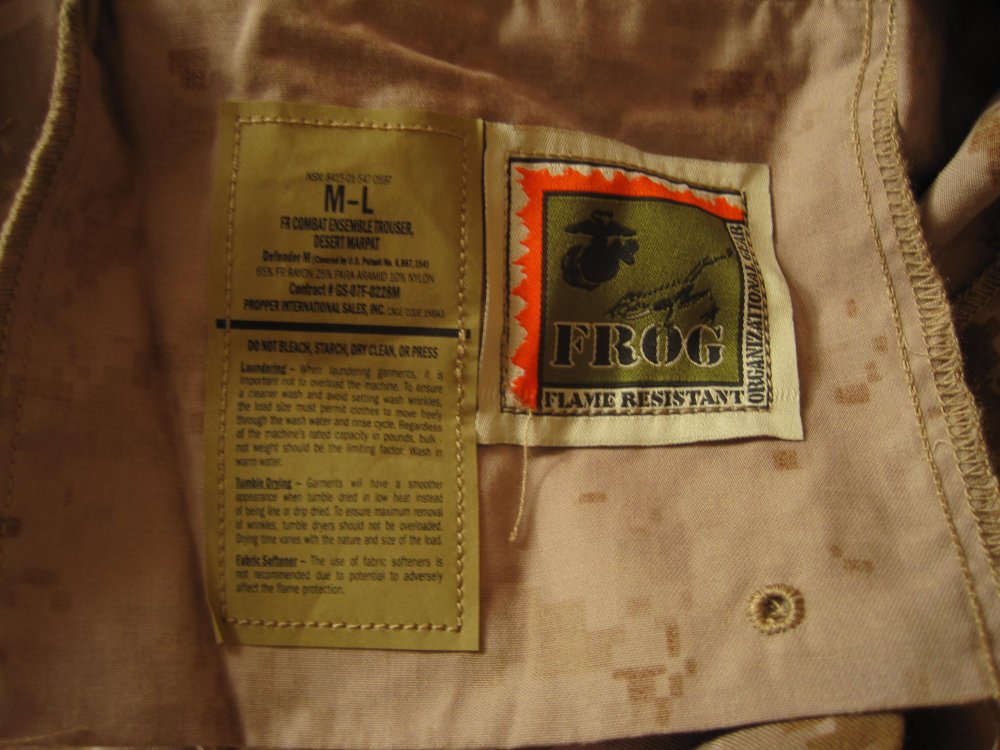 NSN: 8415-01-547-0597
M-L
FR COMBAT ENSEMBLE TROUSER,
DESERT MARPAT
Defender M (Covered by U.S. Patent No. 6,867,154)
65% FR RAYON 25% PARA-ARAMID 10% NYLON
Contract # GS-07F-0228M
PROPPER INTERNATIONAL SALES, INC. CAGE CODE
DO NOT BLEACH, STARCH, DRY CLEAN, OR PRESS
Laundering – When laundering garments, it is
important not to overload the machine. To ensure
a cleaner wash and avoid setting wash wrinkles,
the load size must permit clothes to move freely
through the wash water and rinse cycle. Regardless
of the machine's rated capacity in pounds, bulk -
not weight should be the limiting factor. Wash in
warm water.
Tumble Drying – Garments will have a smoother
appearance when tumble dried in low heat instead
of being line or drip dried. To ensure maximum removal
of wrinkles, tumble dryers should not be overloaded.
Drying time varies with the nature and size of the load.
Fabric Softener – The use of fabric softeners is
not recommended due to potential to adversely
affect the flame protection.
FROG
FLAME RESISTANT
ORGANIZATIONAL GEAR